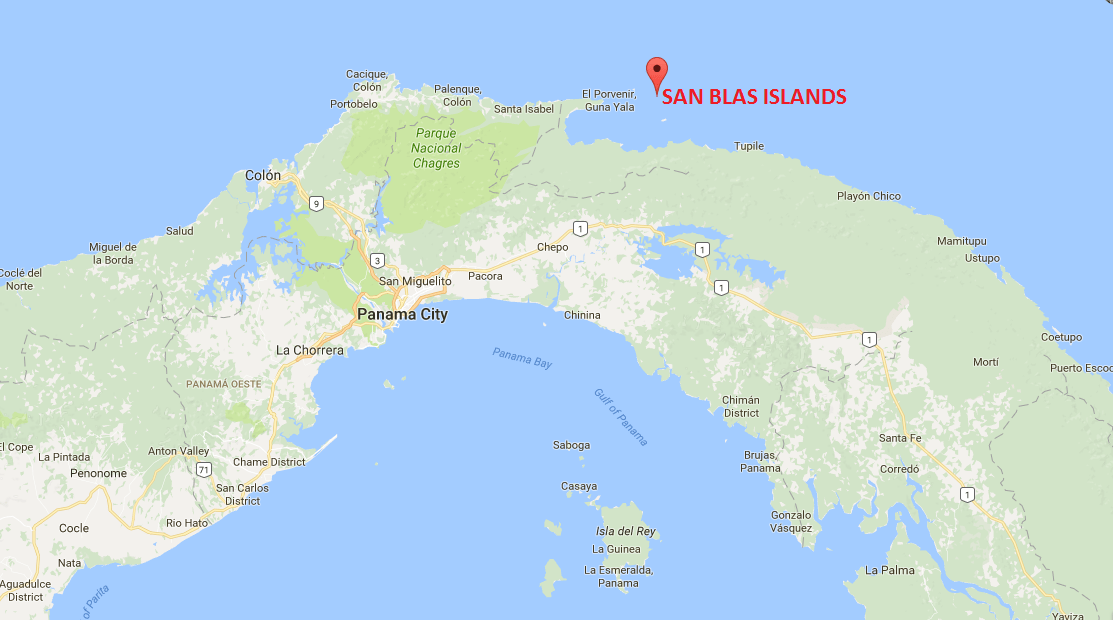 Cacique,
Colón
Portobelo
Palenque,
Colón
Santa Isabel
El Porvenir,
Guna Yala
SAN BLAS ISLANDS
Parque
Nacional
Chagres
Tupile
Colón
Playón Chico
9
Salud
1
Miguel de
la Borda
Chepo
1
Mamitupu
Ustupo
3
Coclé del
Norte
San Miguelito
Pacora
1
Panama City
Chinina
Coetupo
1
La Chorrera
Panama Bay
Mortí
Puerto Escoc
PANAMÁ OESTE
Gulf of Panama
Chimán
District
El Cope
La Pintada
Anton Valley
Saboga
Santa Fe
Penonome
71
Chame District
Brujas,
Panama
Corredó
San Carlos
District
Casaya
1
Cocle
Rio Hato
Isla del Rey
Gonzalo
Vásquez
La Guinea
Nata
La Esmeralda,
Panama
La Palma
Aguadulce
District
of Parita
Yaviza